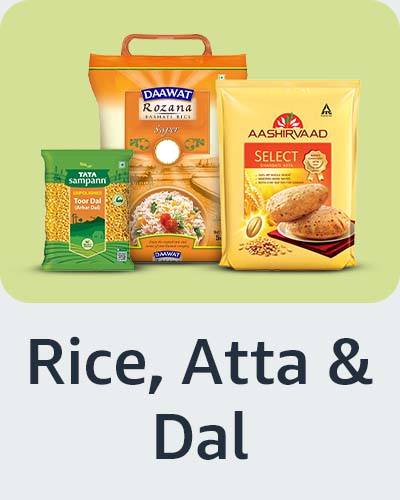 DAAWAT
Rozana
BASMATI RICE
Super
AASHIRVAAD
SELECT
SHARBATI ATTA
TATA
sampann
UNPOLISHED
Toor Dal
(Arhar Dal)
DAAWAT
Rice, Atta &
Dal